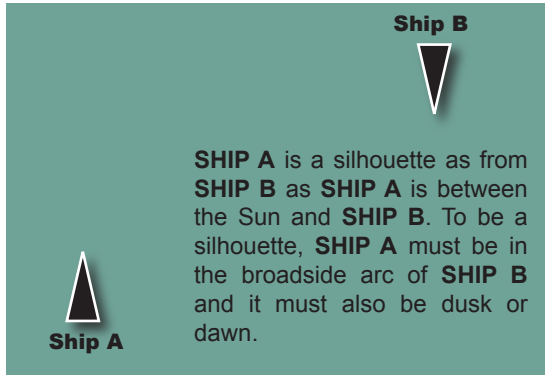 Ship B
SHIP A is a silhouette as from
SHIP B as SHIP A is between
the Sun and SHIP B. To be a
silhouette, SHIP A must be in
the broadside arc of SHIP B
and it must also be dusk or
dawn.
Ship A